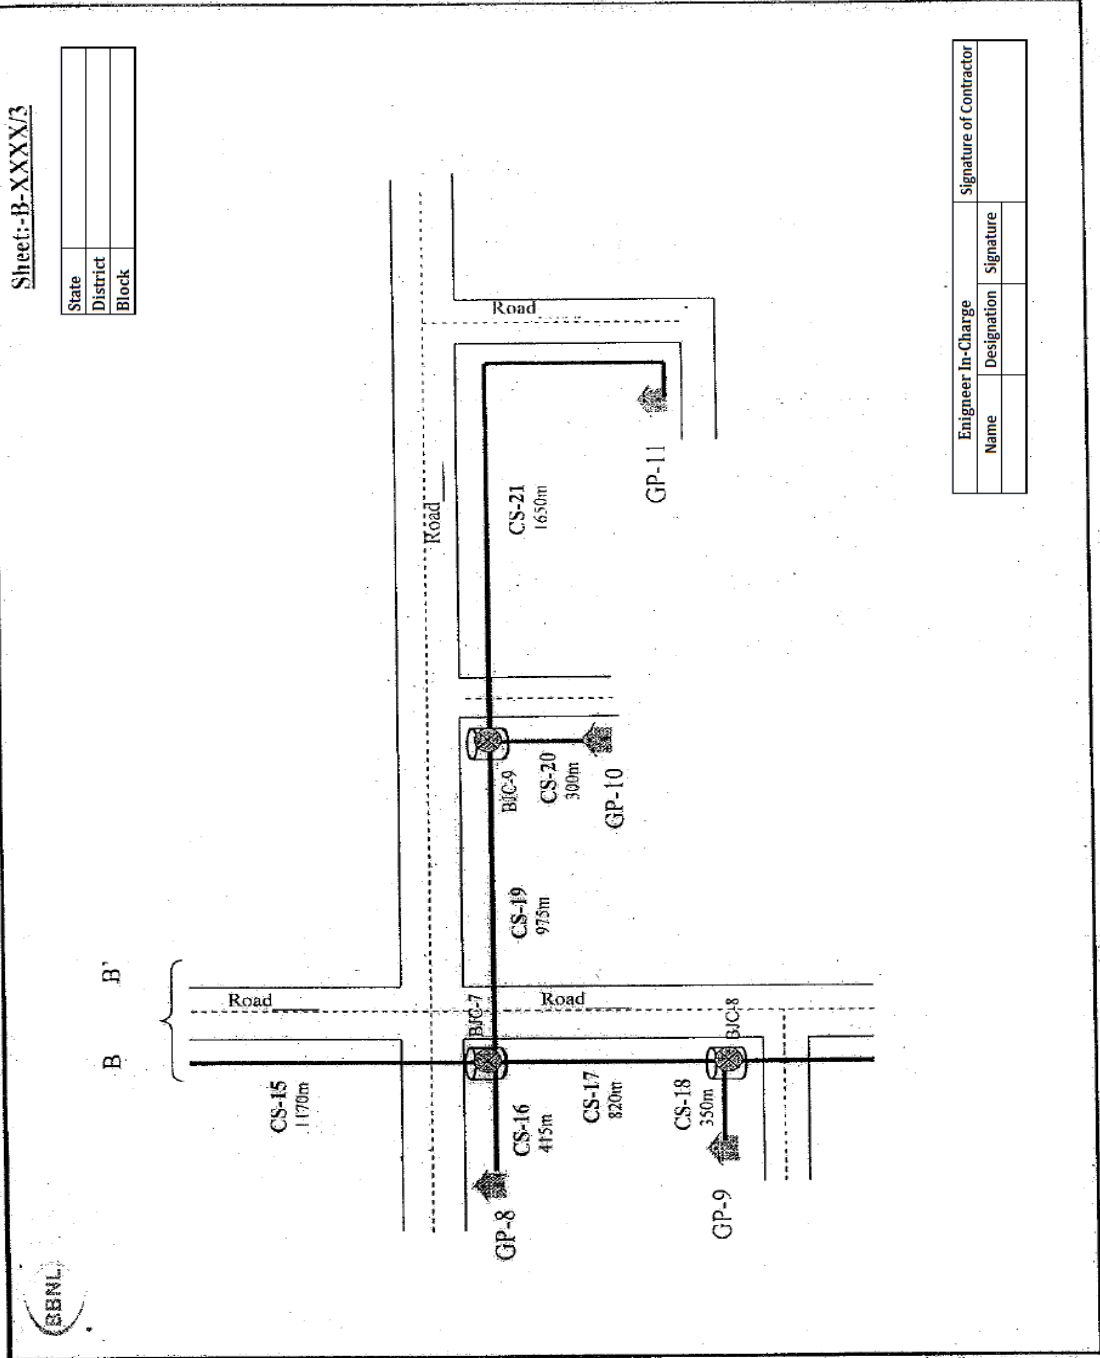 BBNL
Sheet:-B-XXXX/3
State
District
Block
B B'
Road
CS-15
1170m
BJC-7
Road
GP-8
CS-16
415m
CS-17
820m
CS-18
350m
BJC-8
GP-9
CS-19
975m
BJC-9
CS-20
300m
GP-10
Road
CS-21
1650m
Road
GP-11
Enigneer In-Charge Signature of Contractor
Name Designation Signature